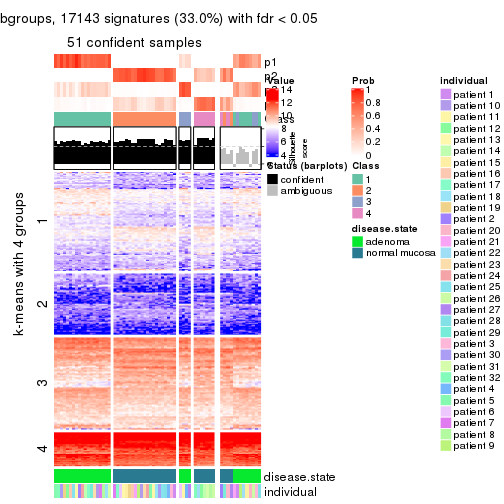 bgroups, 17143 signatures (33.0%) with fdr < 0.05
51 confident samples
p1
p2
Value
14
12
8
6
4
Silhouette
score
Status (barplots)
confident
ambiguous
Prob
1
0.8
0.6
0.4
0.2
0
Class
1
2
3
4
disease.state
adenoma
normal mucosa
individual
patient 1
patient 10
patient 11
patient 12
patient 13
patient 14
patient 15
patient 16
patient 17
patient 18
patient 19
patient 2
patient 20
patient 21
patient 22
patient 23
patient 24
patient 25
patient 26
patient 27
patient 28
patient 29
patient 3
patient 30
patient 31
patient 32
patient 4
patient 5
patient 6
patient 7
patient 8
patient 9
k-means with 4 groups
1
2
3
4
disease.state
individual